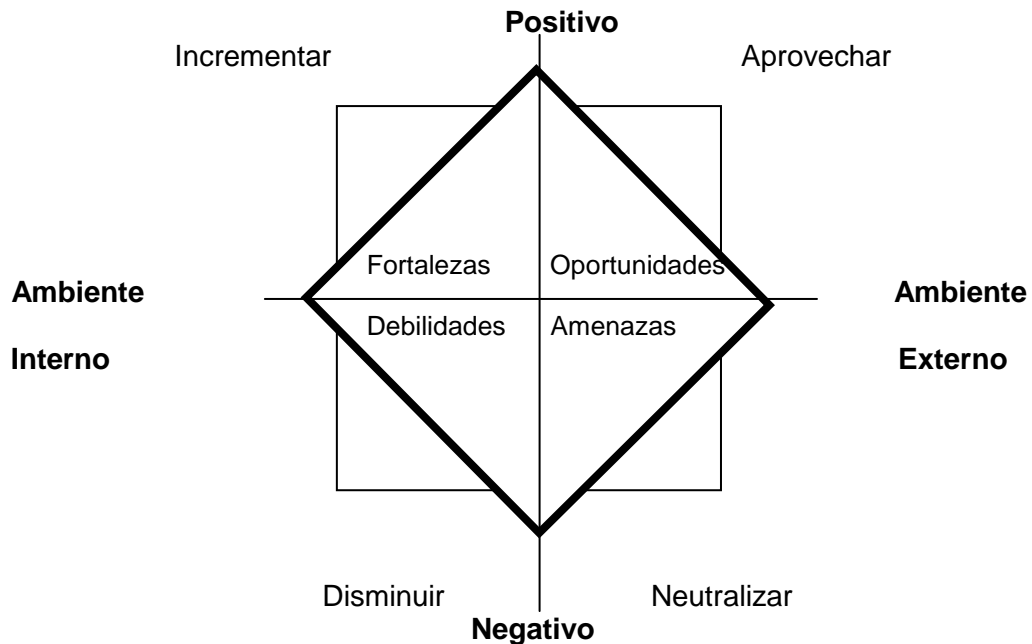 Positivo
Incrementar
Aprovechar
Fortalezas
Oportunidades
Ambiente
Interno
Ambiente
Externo
Debilidades
Amenazas
Disminuir
Neutralizar
Negativo